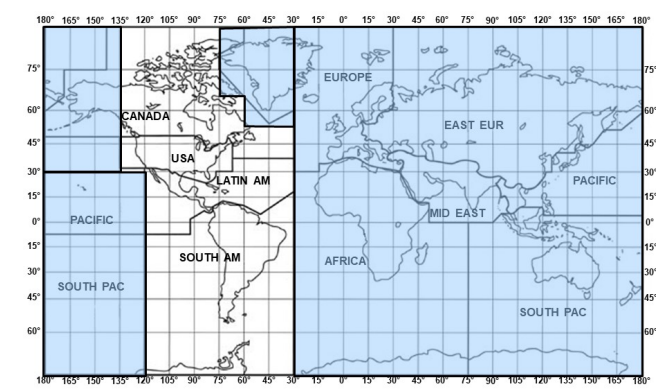 180° 165° 150° 135° 120° 105° 90° 75° 60° 45° 30° 15° 0° 15° 30° 45° 60° 75° 90° 105° 120° 135° 150° 165° 180°
75° EUROPE 75°
60° CANADA EAST EUR 60°
45° USA 45°
30° LATIN AM PACIFIC 30°
15° 15°
0° PACIFIC MID EAST 0°
15° SOUTH AM AFRICA 15°
30° 30°
45° SOUTH PAC 45°
SOUTH PAC
60° 60°
180° 165° 150° 135° 120° 105° 90° 75° 60° 45° 30° 15° 0° 15° 30° 45° 60° 75° 90° 105° 120° 135° 150° 165° 180°